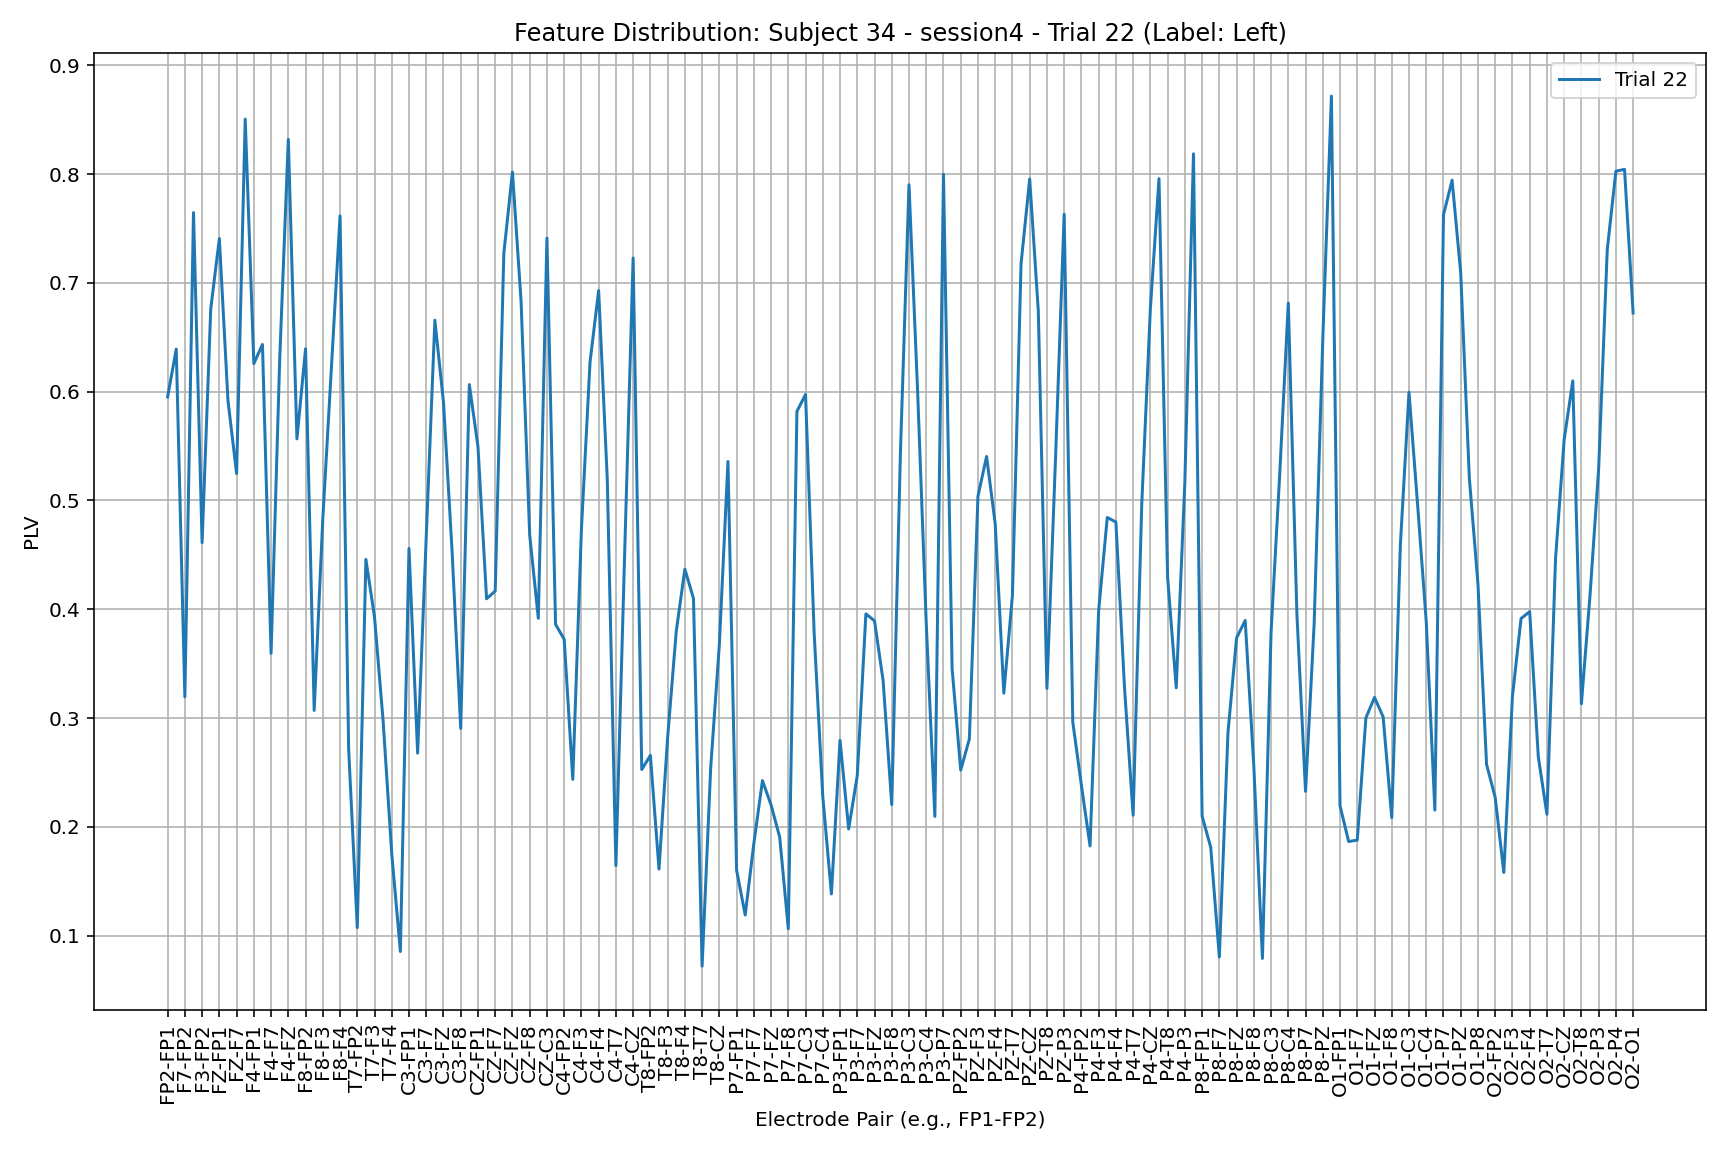 Feature Distribution: Subject 34 - session4 - Trial 22 (Label: Left)
Trial 22
0.9
0.8
0.7
0.6
0.5
0.4
0.3
0.2
0.1
PLV
FP2-FP1
F7-FP2
F3-FP2
FZ-FP1
FZ-F7
F4-FP1
F4-F7
F4-FZ
F8-FP2
F8-F3
F8-F4
T7-FP2
T7-F3
T7-F4
C3-FP1
C3-F7
C3-FZ
C3-F8
CZ-FP1
CZ-F7
CZ-FZ
CZ-F8
CZ-C3
C4-FP2
C4-F3
C4-F4
C4-T7
C4-CZ
T8-FP2
T8-F3
T8-F4
T8-T7
T8-CZ
P7-FP1
P7-F7
P7-FZ
P7-F8
P7-C3
P7-C4
P3-FP1
P3-F7
P3-FZ
P3-F8
P3-C3
P3-C4
P3-P7
PZ-FP2
PZ-F3
PZ-F4
PZ-T7
PZ-CZ
PZ-T8
PZ-P3
P4-FP2
P4-F3
P4-F4
P4-T7
P4-CZ
P4-T8
P4-P3
P8-FP1
P8-F7
P8-FZ
P8-F8
P8-C3
P8-C4
P8-P7
P8-PZ
O1-FP1
O1-F7
O1-FZ
O1-F8
O1-C3
O1-C4
O1-P7
O1-PZ
O1-P8
O2-FP2
O2-F3
O2-F4
O2-T7
O2-CZ
O2-T8
O2-P3
O2-P4
O2-O1
Electrode Pair (e.g., FP1-FP2)